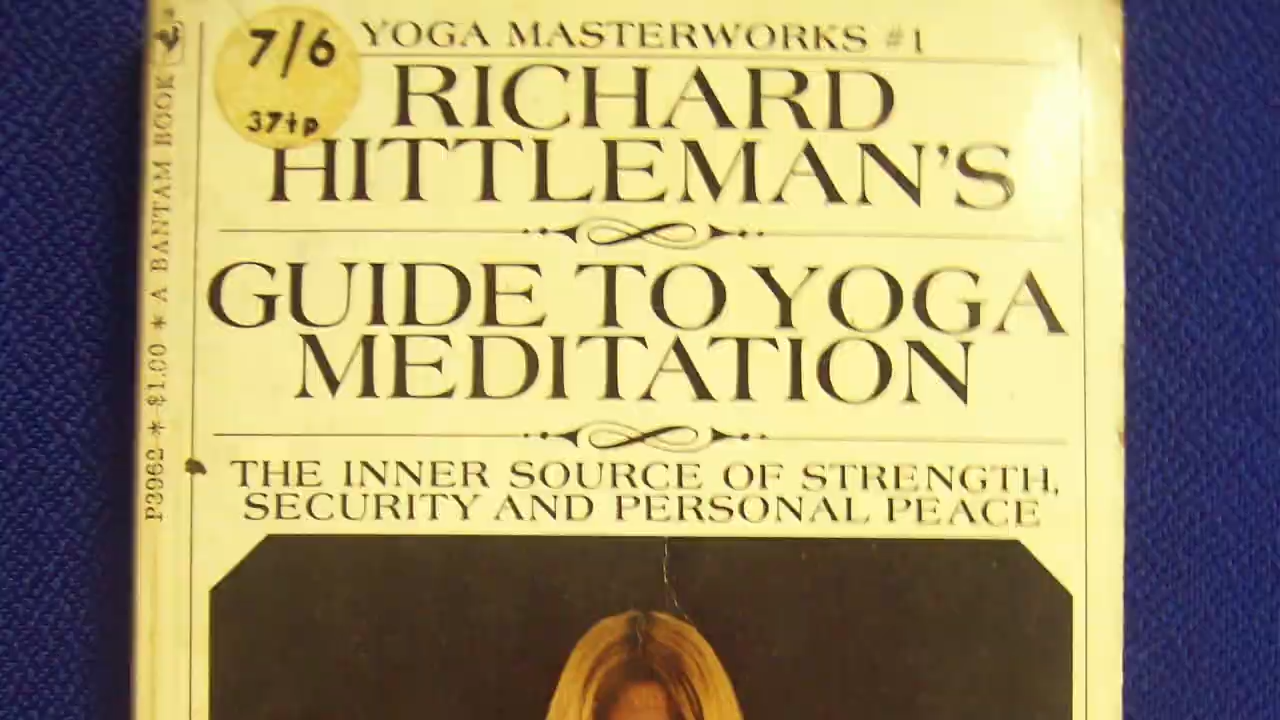 7/6
37½p
YOGA MASTERWORKS #1
RICHARD
HITTLEMAN'S
GUIDE TO YOGA
MEDITATION
THE INNER SOURCE OF STRENGTH,
SECURITY AND PERSONAL PEACE
P3962 * $1.00 * A BANTAM BOOK